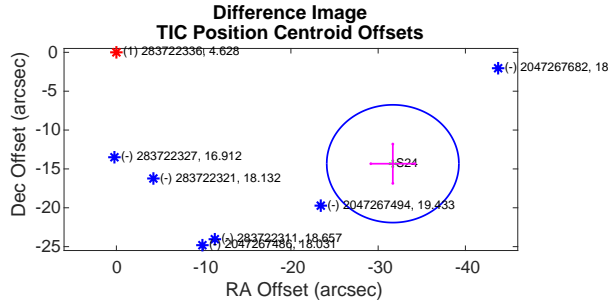 Difference Image
TIC Position Centroid Offsets
Dec Offset (arcsec)
0
-5
-10
-15
-20
-25
(1) 283722336, 4.628
(-) 2047267682, 18
(-) 283722327, 16.912
S24
(-) 283722321, 18.132
(-) 2047267494, 19.433
(-) 283722311, 18.657
(-) 2047267486, 18.031
0
-10
-20
-30
-40
RA Offset (arcsec)